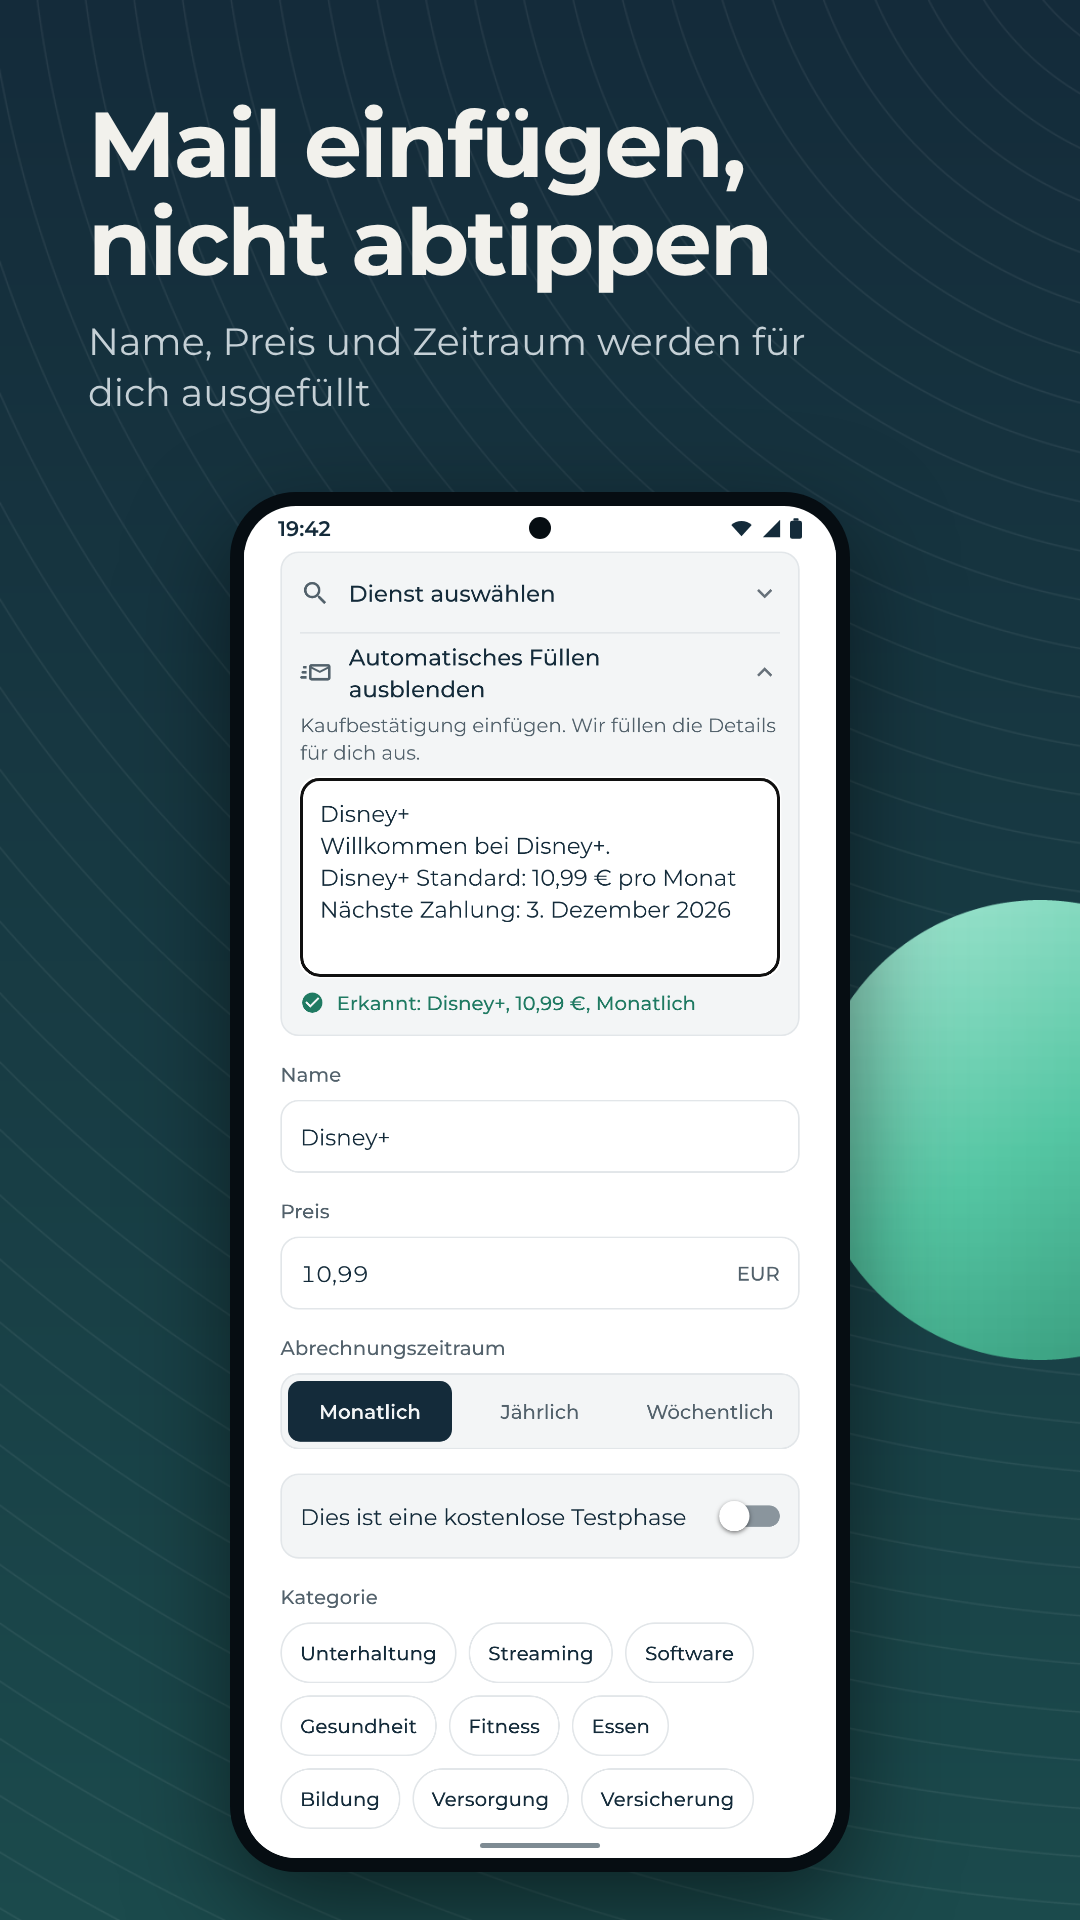 Mail einfügen,
nicht abtippen
Name, Preis und Zeitraum werden für
dich ausgefüllt
19:42
Dienst auswählen
Automatisches Füllen
ausblenden
Kaufbestätigung einfügen. Wir füllen die Details
für dich aus.
Disney+
Willkommen bei Disney+.
Disney+ Standard: 10,99 € pro Monat
Nächste Zahlung: 3. Dezember 2026
Erkannt: Disney+, 10,99 €, Monatlich
Name
Disney+
Preis
10,99 EUR
Abrechnungszeitraum
Monatlich Jährlich Wöchentlich
Dies ist eine kostenlose Testphase
Kategorie
Unterhaltung Streaming Software
Gesundheit Fitness Essen
Bildung Versorgung Versicherung